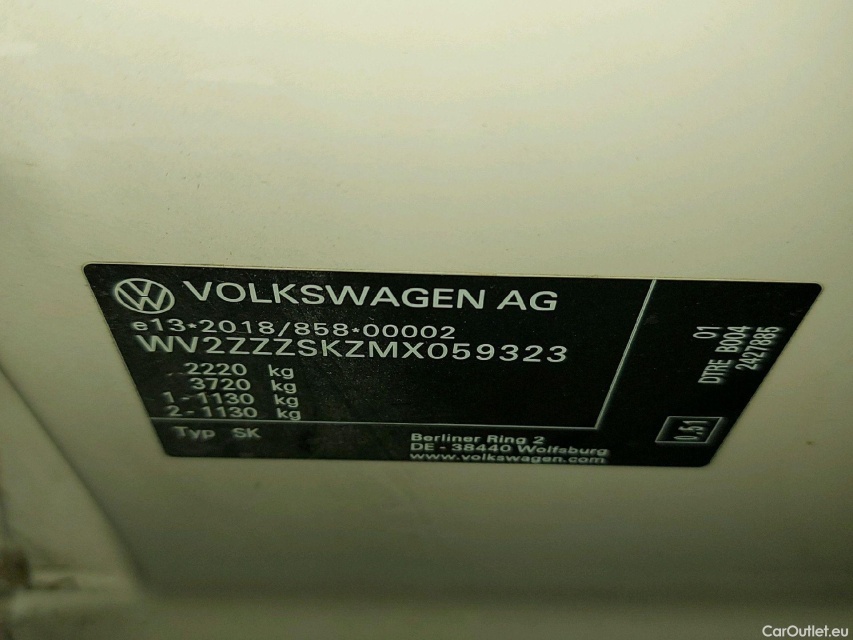 VOLKSWAGEN AG
e13*2018/858*00002
WV2ZZZSKZMX059323
2220 kg
3720 kg
1 - 1130 kg
2 - 1130 kg
Typ SK
Berliner Ring 2
DE - 38440 Wolfsburg
www.volkswagen.com
01
DTRE B004
2427885
0.51
CarOutlet.eu